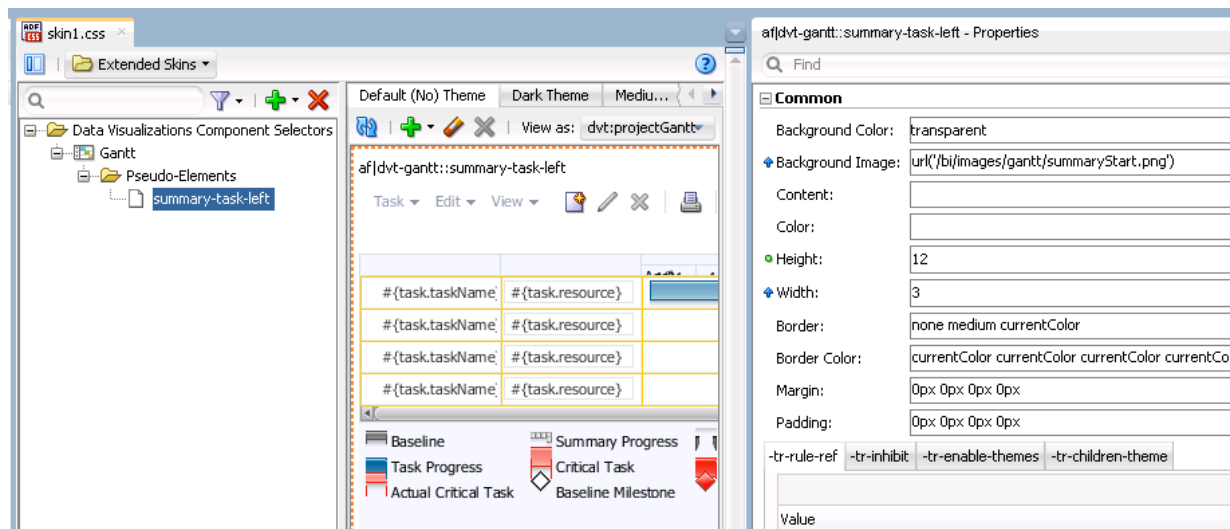 ADF
CSS
skin1.css
Extended Skins
Data Visualizations Component Selectors
Gantt
Pseudo-Elements
summary-task-left
Default (No) Theme
Dark Theme
Mediu...
View as:
dvt:projectGantt
af|dvt-gantt::summary-task-left
Task
Edit
View
#{task.taskName
#{task.resource}
#{task.taskName
#{task.resource}
#{task.taskName
#{task.resource}
#{task.taskName
#{task.resource}
Baseline
Summary Progress
Task Progress
Critical Task
Actual Critical Task
Baseline Milestone
af|dvt-gantt::summary-task-left - Properties
Find
Common
Background Color:
transparent
Background Image:
url('/bi/images/gantt/summaryStart.png')
Content:
Color:
Height:
12
Width:
3
Border:
none medium currentColor
Border Color:
currentColor currentColor currentColor currentCo
Margin:
0px 0px 0px 0px
Padding:
0px 0px 0px 0px
-tr-rule-ref
-tr-inhibit
-tr-enable-themes
-tr-children-theme
Value